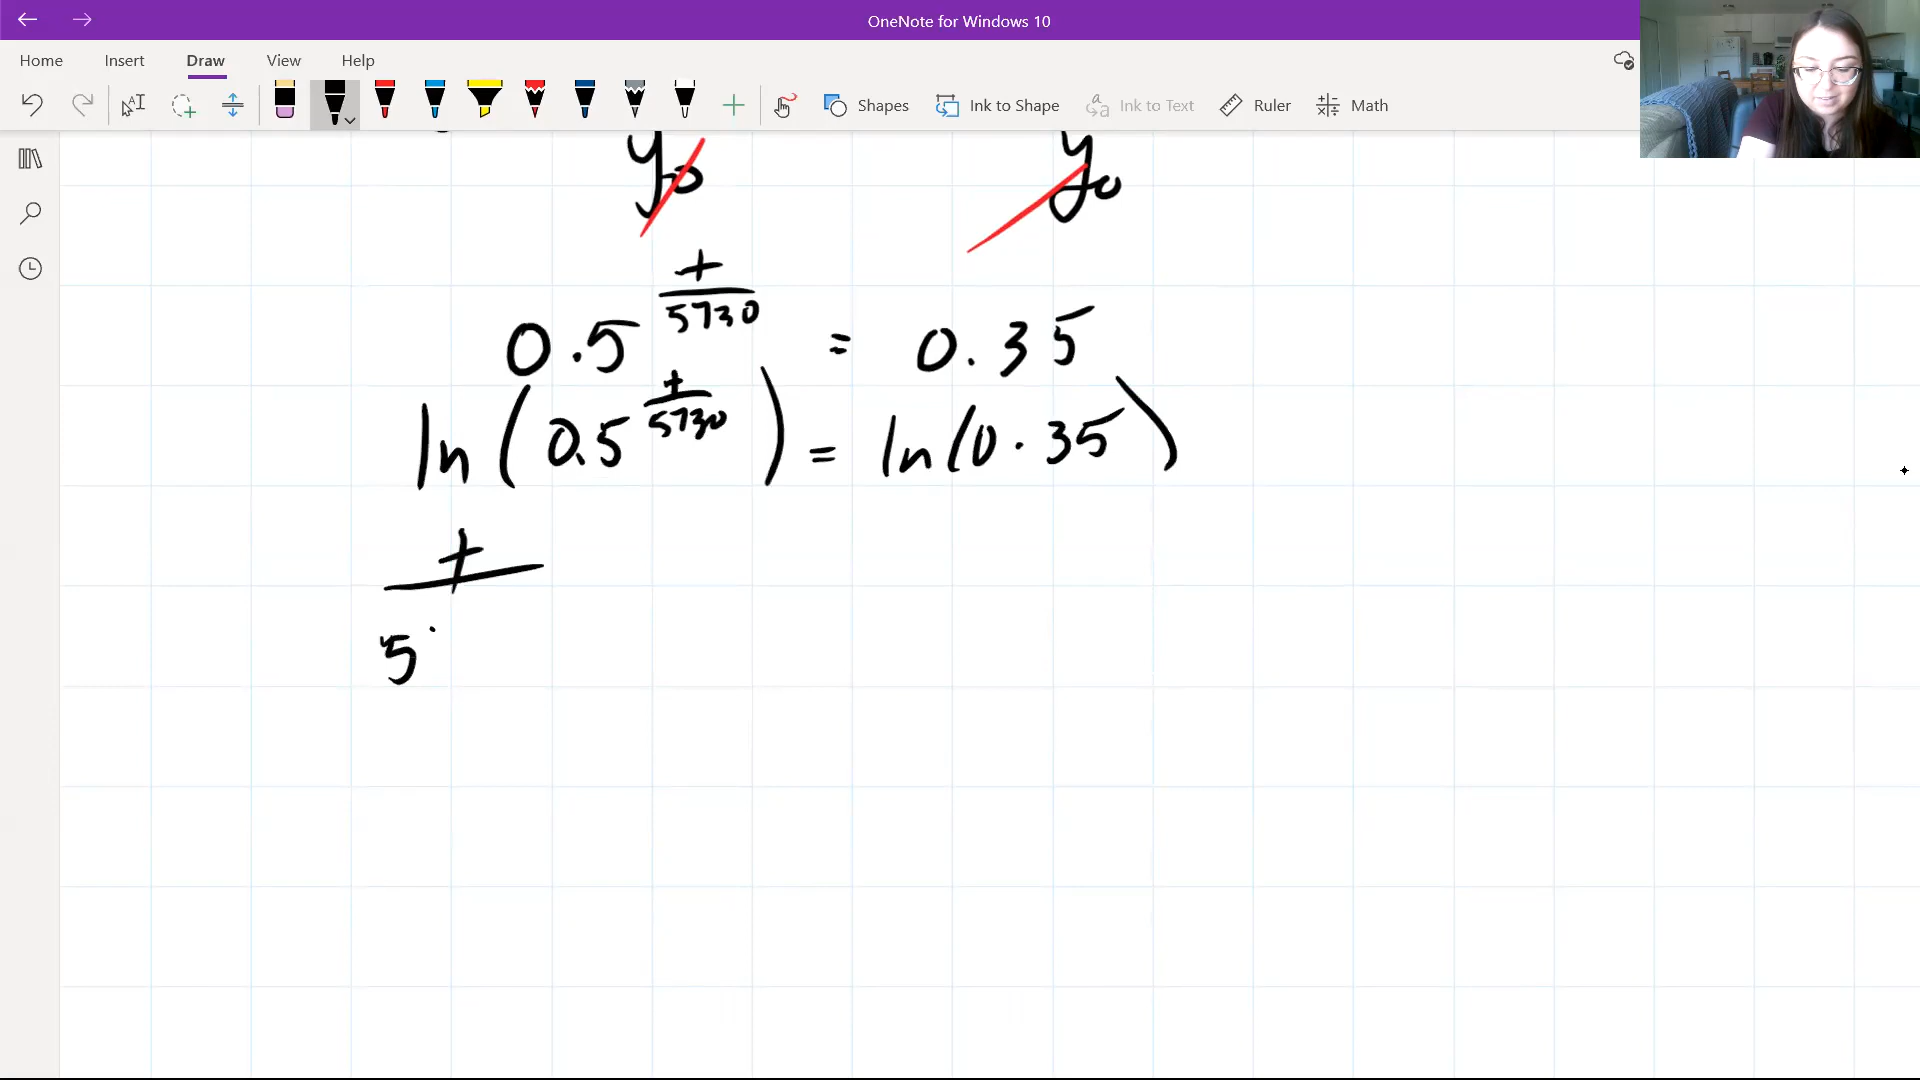 OneNote for Windows 10
Home Insert Draw View Help
Shapes Ink to Shape Ink to Text Ruler Math
y₀ y₀
0.5^(t/5730) = 0.35
ln(0.5^(t/5730)) = ln(0.35)
t
5